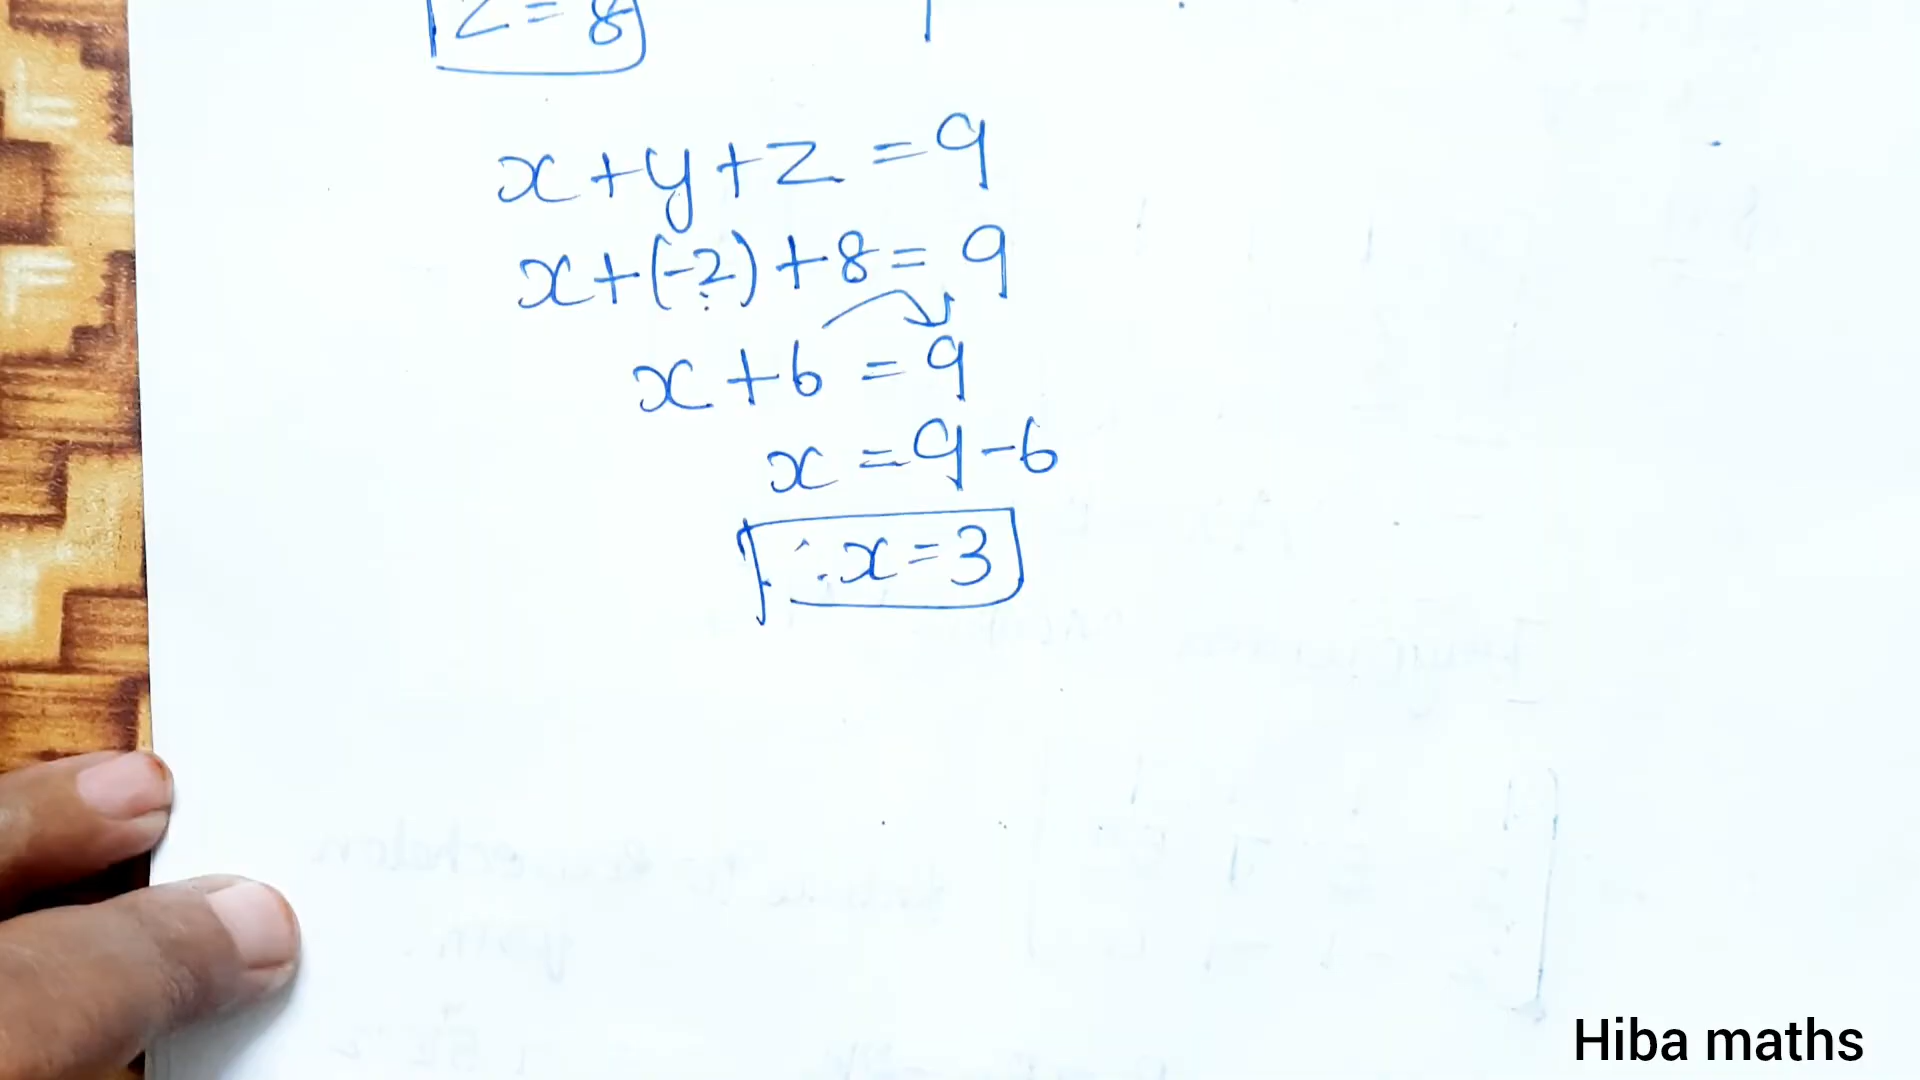 z = 8
x + y + z = 9
x + (-2) + 8 = 9
x + 6 = 9
x = 9 - 6
∴ x = 3
Hiba maths